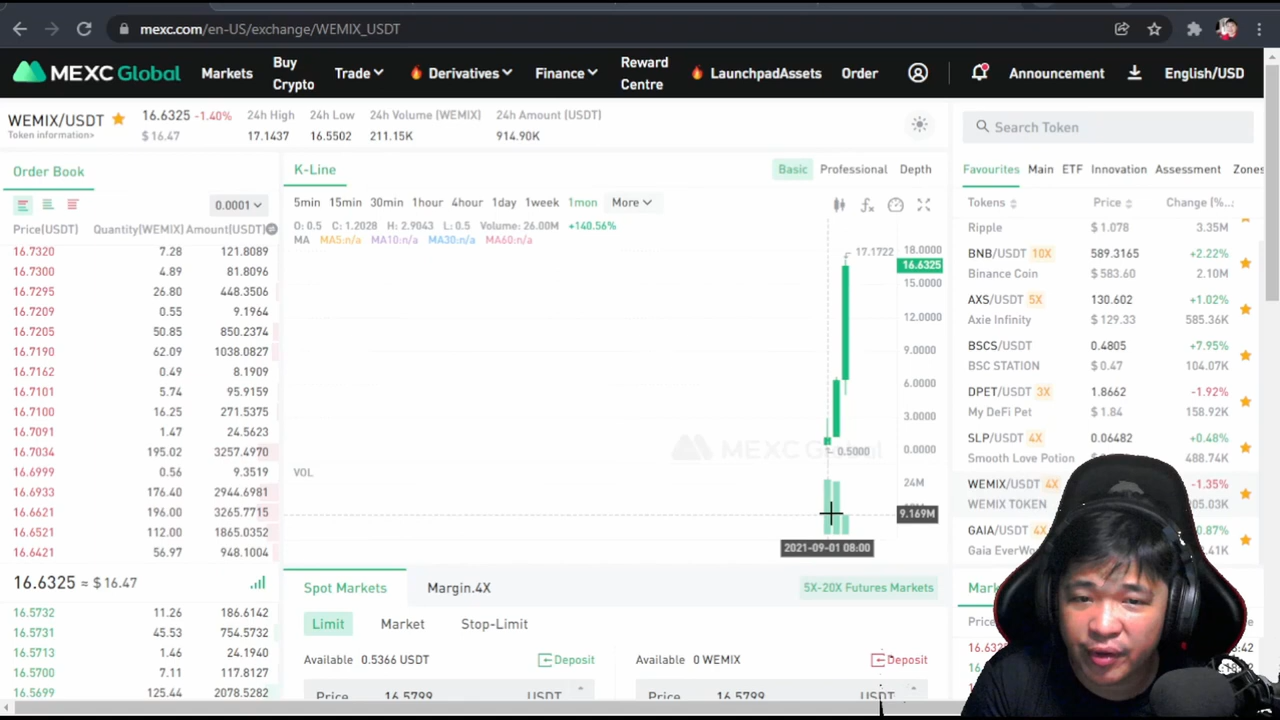 mexc.com/en-US/exchange/WEMIX_USDT
MEXC Global
Markets
Buy Crypto
Trade
Derivatives
Finance
Reward Centre
Launchpad
Assets
Order
Announcement
English/USD
WEMIX/USDT
Token information>
16.6325 -1.40%
$ 16.47
24h High
17.1437
24h Low
16.5502
24h Volume (WEMIX)
211.15K
24h Amount (USDT)
914.90K
Order Book
0.0001
Price(USDT) Quantity(WEMIX) Amount(USDT)
16.7320 7.28 121.8089
16.7300 4.89 81.8096
16.7295 26.80 448.3506
16.7209 0.55 9.1964
16.7205 50.85 850.2374
16.7190 62.09 1038.0827
16.7162 0.49 8.1909
16.7101 5.74 95.9159
16.7100 16.25 271.5375
16.7091 1.47 24.5623
16.7034 195.02 3257.4970
16.6999 0.56 9.3519
16.6933 176.40 2944.6981
16.6621 196.00 3265.7715
16.6521 112.00 1865.0352
16.6421 56.97 948.1004
16.6325 ≈ $ 16.47
16.5732 11.26 186.6142
16.5731 45.53 754.5732
16.5713 1.46 24.1940
16.5700 7.11 117.8127
16.5699 125.44 2078.5282
K-Line
Basic Professional Depth
5min 15min 30min 1hour 4hour 1day 1week 1mon More
O: 0.5 C: 1.2028 H: 2.9043 L: 0.5 Volume: 26.00M +140.56%
MA MA5:n/a MA10:n/a MA30:n/a MA60:n/a
17.1722
18.0000
16.6325
15.0000
12.0000
9.0000
6.0000
3.0000
0.0000
0.5000
MEXC Global
VOL
24M
9.169M
2021-09-01 08:00
Spot Markets
Margin.4X
5X-20X Futures Markets
Limit Market Stop-Limit
Available 0.5366 USDT
Deposit
Available 0 WEMIX
Deposit
Price 16.5799 USDT
Price 16.5799 USDT
Search Token
Favourites Main ETF Innovation Assessment Zones
Tokens Price Change (%...
Ripple $ 1.078 3.35M
BNB/USDT 10X 589.3165 +2.22%
Binance Coin $ 583.60 2.10M
AXS/USDT 5X 130.602 +1.02%
Axie Infinity $ 129.33 585.36K
BSCS/USDT 0.4805 +7.95%
BSC STATION $ 0.47 104.07K
DPET/USDT 3X 1.8662 -1.92%
My DeFi Pet $ 1.84 158.92K
SLP/USDT 4X 0.06482 +0.48%
Smooth Love Potion $ 0.06 488.74K
WEMIX/USDT 4X -1.35%
WEMIX TOKEN
GAIA/USDT 4X